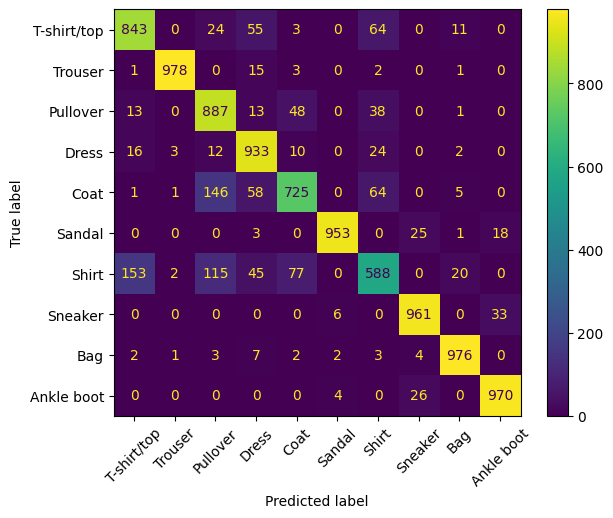 T-shirt/top 843 0 24 55 3 0 64 0 11 0
Trouser 1 978 0 15 3 0 2 0 1 0
Pullover 13 0 887 13 48 0 38 0 1 0
Dress 16 3 12 933 10 0 24 0 2 0
Coat 1 1 146 58 725 0 64 0 5 0
Sandal 0 0 0 3 0 953 0 25 1 18
Shirt 153 2 115 45 77 0 588 0 20 0
Sneaker 0 0 0 0 0 6 0 961 0 33
Bag 2 1 3 7 2 2 3 4 976 0
Ankle boot 0 0 0 0 0 4 0 26 0 970
T-shirt/top Trouser Pullover Dress Coat Sandal Shirt Sneaker Bag Ankle boot
Predicted label
True label
800
600
400
200
0